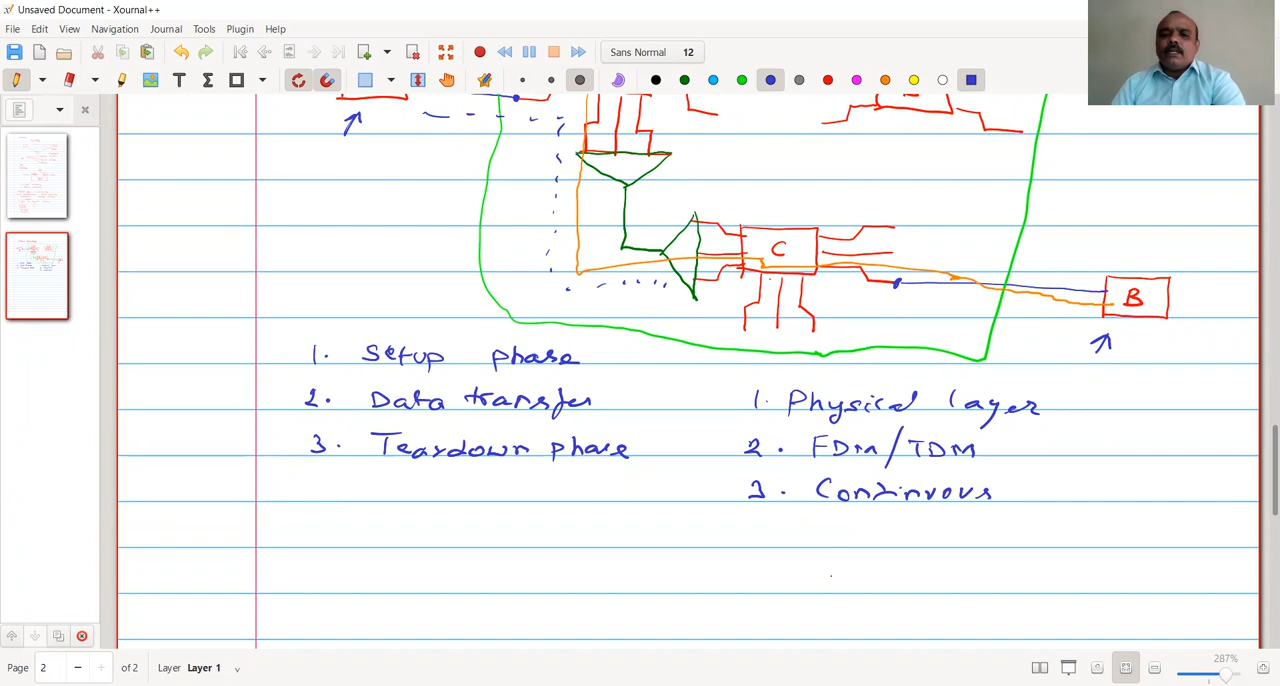 Unsaved Document - Xournal++
File Edit View Navigation Journal Tools Plugin Help
Sans Normal 12
C
B
1. Setup phase
2. Data transfer
3. Teardown phase
1. Physical layer
2. FDM/TDM
3. Continuous
Page 2 of 2 Layer Layer 1
287%